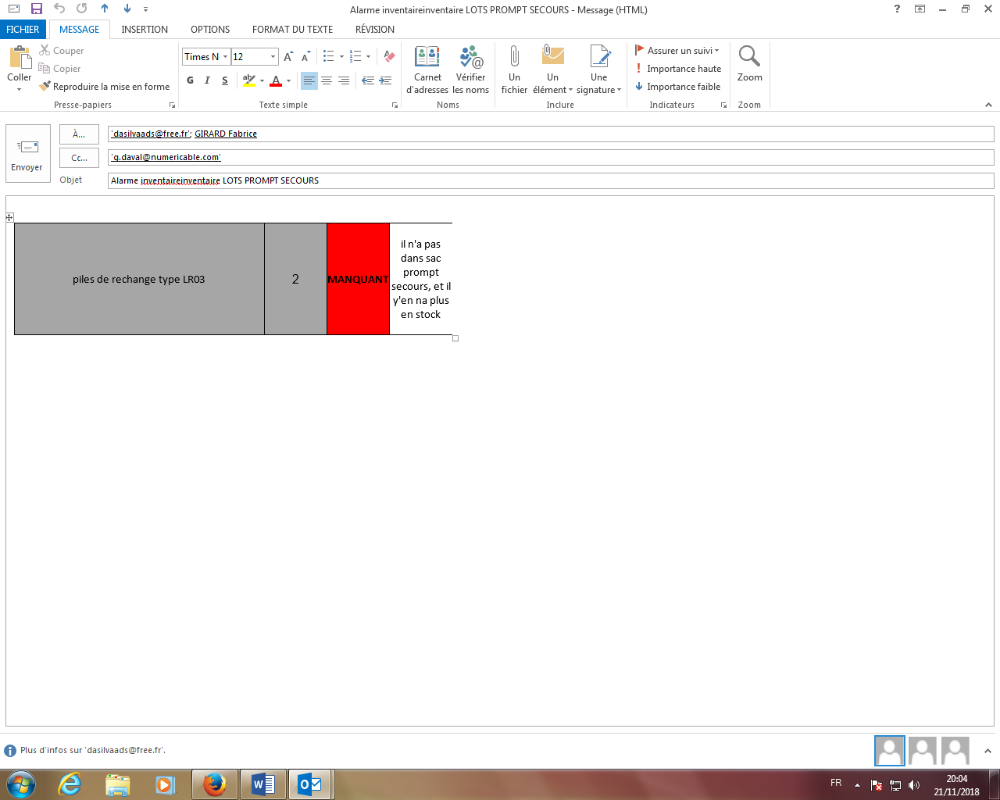 Alarme inventaireinventaire LOTS PROMPT SECOURS - Message (HTML)
FICHIER MESSAGE INSERTION OPTIONS FORMAT DU TEXTE RÉVISION
Coller
Couper
Copier
Reproduire la mise en forme
Presse-papiers
Times N 12
G I S
Texte simple
Carnet d'adresses
Vérifier les noms
Noms
Un fichier
Un élément
Une signature
Inclure
Assurer un suivi
Importance haute
Importance faible
Indicateurs
Zoom
Zoom
Envoyer
À... 'dasilvaads@free.fr'; GIRARD Fabrice
Cc... 'g.daval@numericable.com'
Objet Alarme inventaireinventaire LOTS PROMPT SECOURS
piles de rechange type LR03
2
MANQUANT
il n'a pas
dans sac
prompt
secours, et il
y'en na plus
en stock
Plus d'infos sur 'dasilvaads@free.fr'.
FR
20:04
21/11/2018